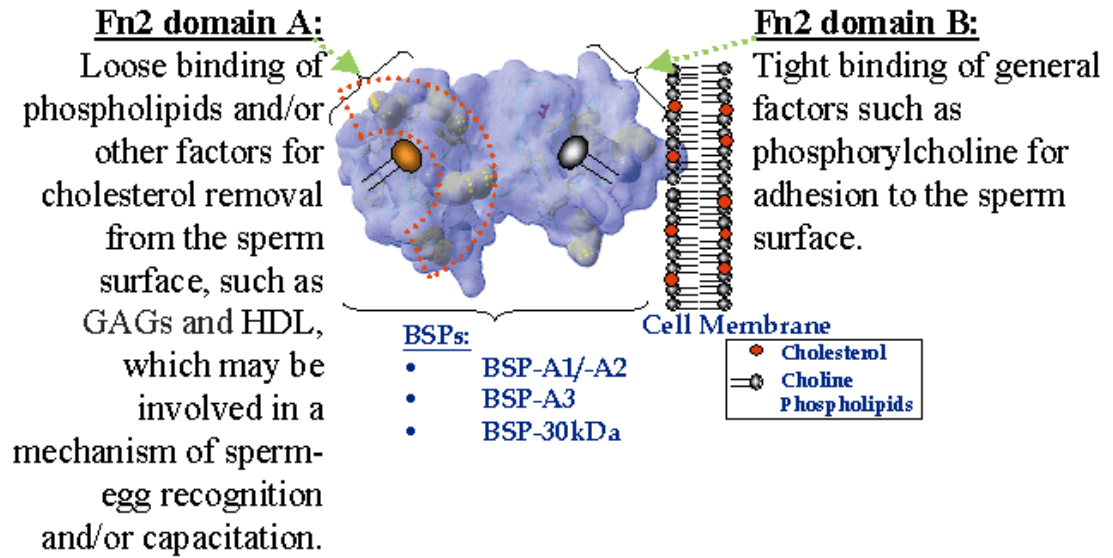 Fn2 domain A:
Loose binding of
phospholipids and/or
other factors for
cholesterol removal
from the sperm
surface, such as
GAGs and HDL,
which may be
involved in a
mechanism of sperm-
egg recognition
and/or capacitation.
Fn2 domain B:
Tight binding of general
factors such as
phosphorylcholine for
adhesion to the sperm
surface.
BSPs:
• BSP-A1/-A2
• BSP-A3
• BSP-30kDa
Cell Membrane
Cholesterol
Choline
Phospholipids